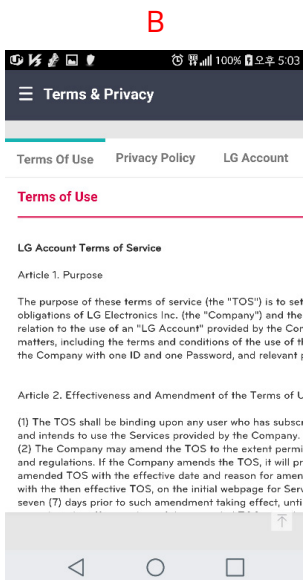 B
100% 오후 5:03
Terms & Privacy
Terms Of Use Privacy Policy LG Account
Terms of Use
LG Account Terms of Service
Article 1. Purpose
The purpose of these terms of service (the "TOS") is to set
obligations of LG Electronics Inc. (the "Company") and the
relation to the use of an "LG Account" provided by the
matters, including the terms and conditions of the use of
the Company with one ID and one Password, and relevant
Article 2. Effectiveness and Amendment of the Terms of
(1) The TOS shall be binding upon any user who has
and intends to use the Services provided by the Company.
(2) The Company may amend the TOS to the extent
and regulations. If the Company amends the TOS, it will
amended TOS with the effective date and reason for
with the then effective TOS, on the initial webpage for
seven (7) days prior to such amendment taking effect,